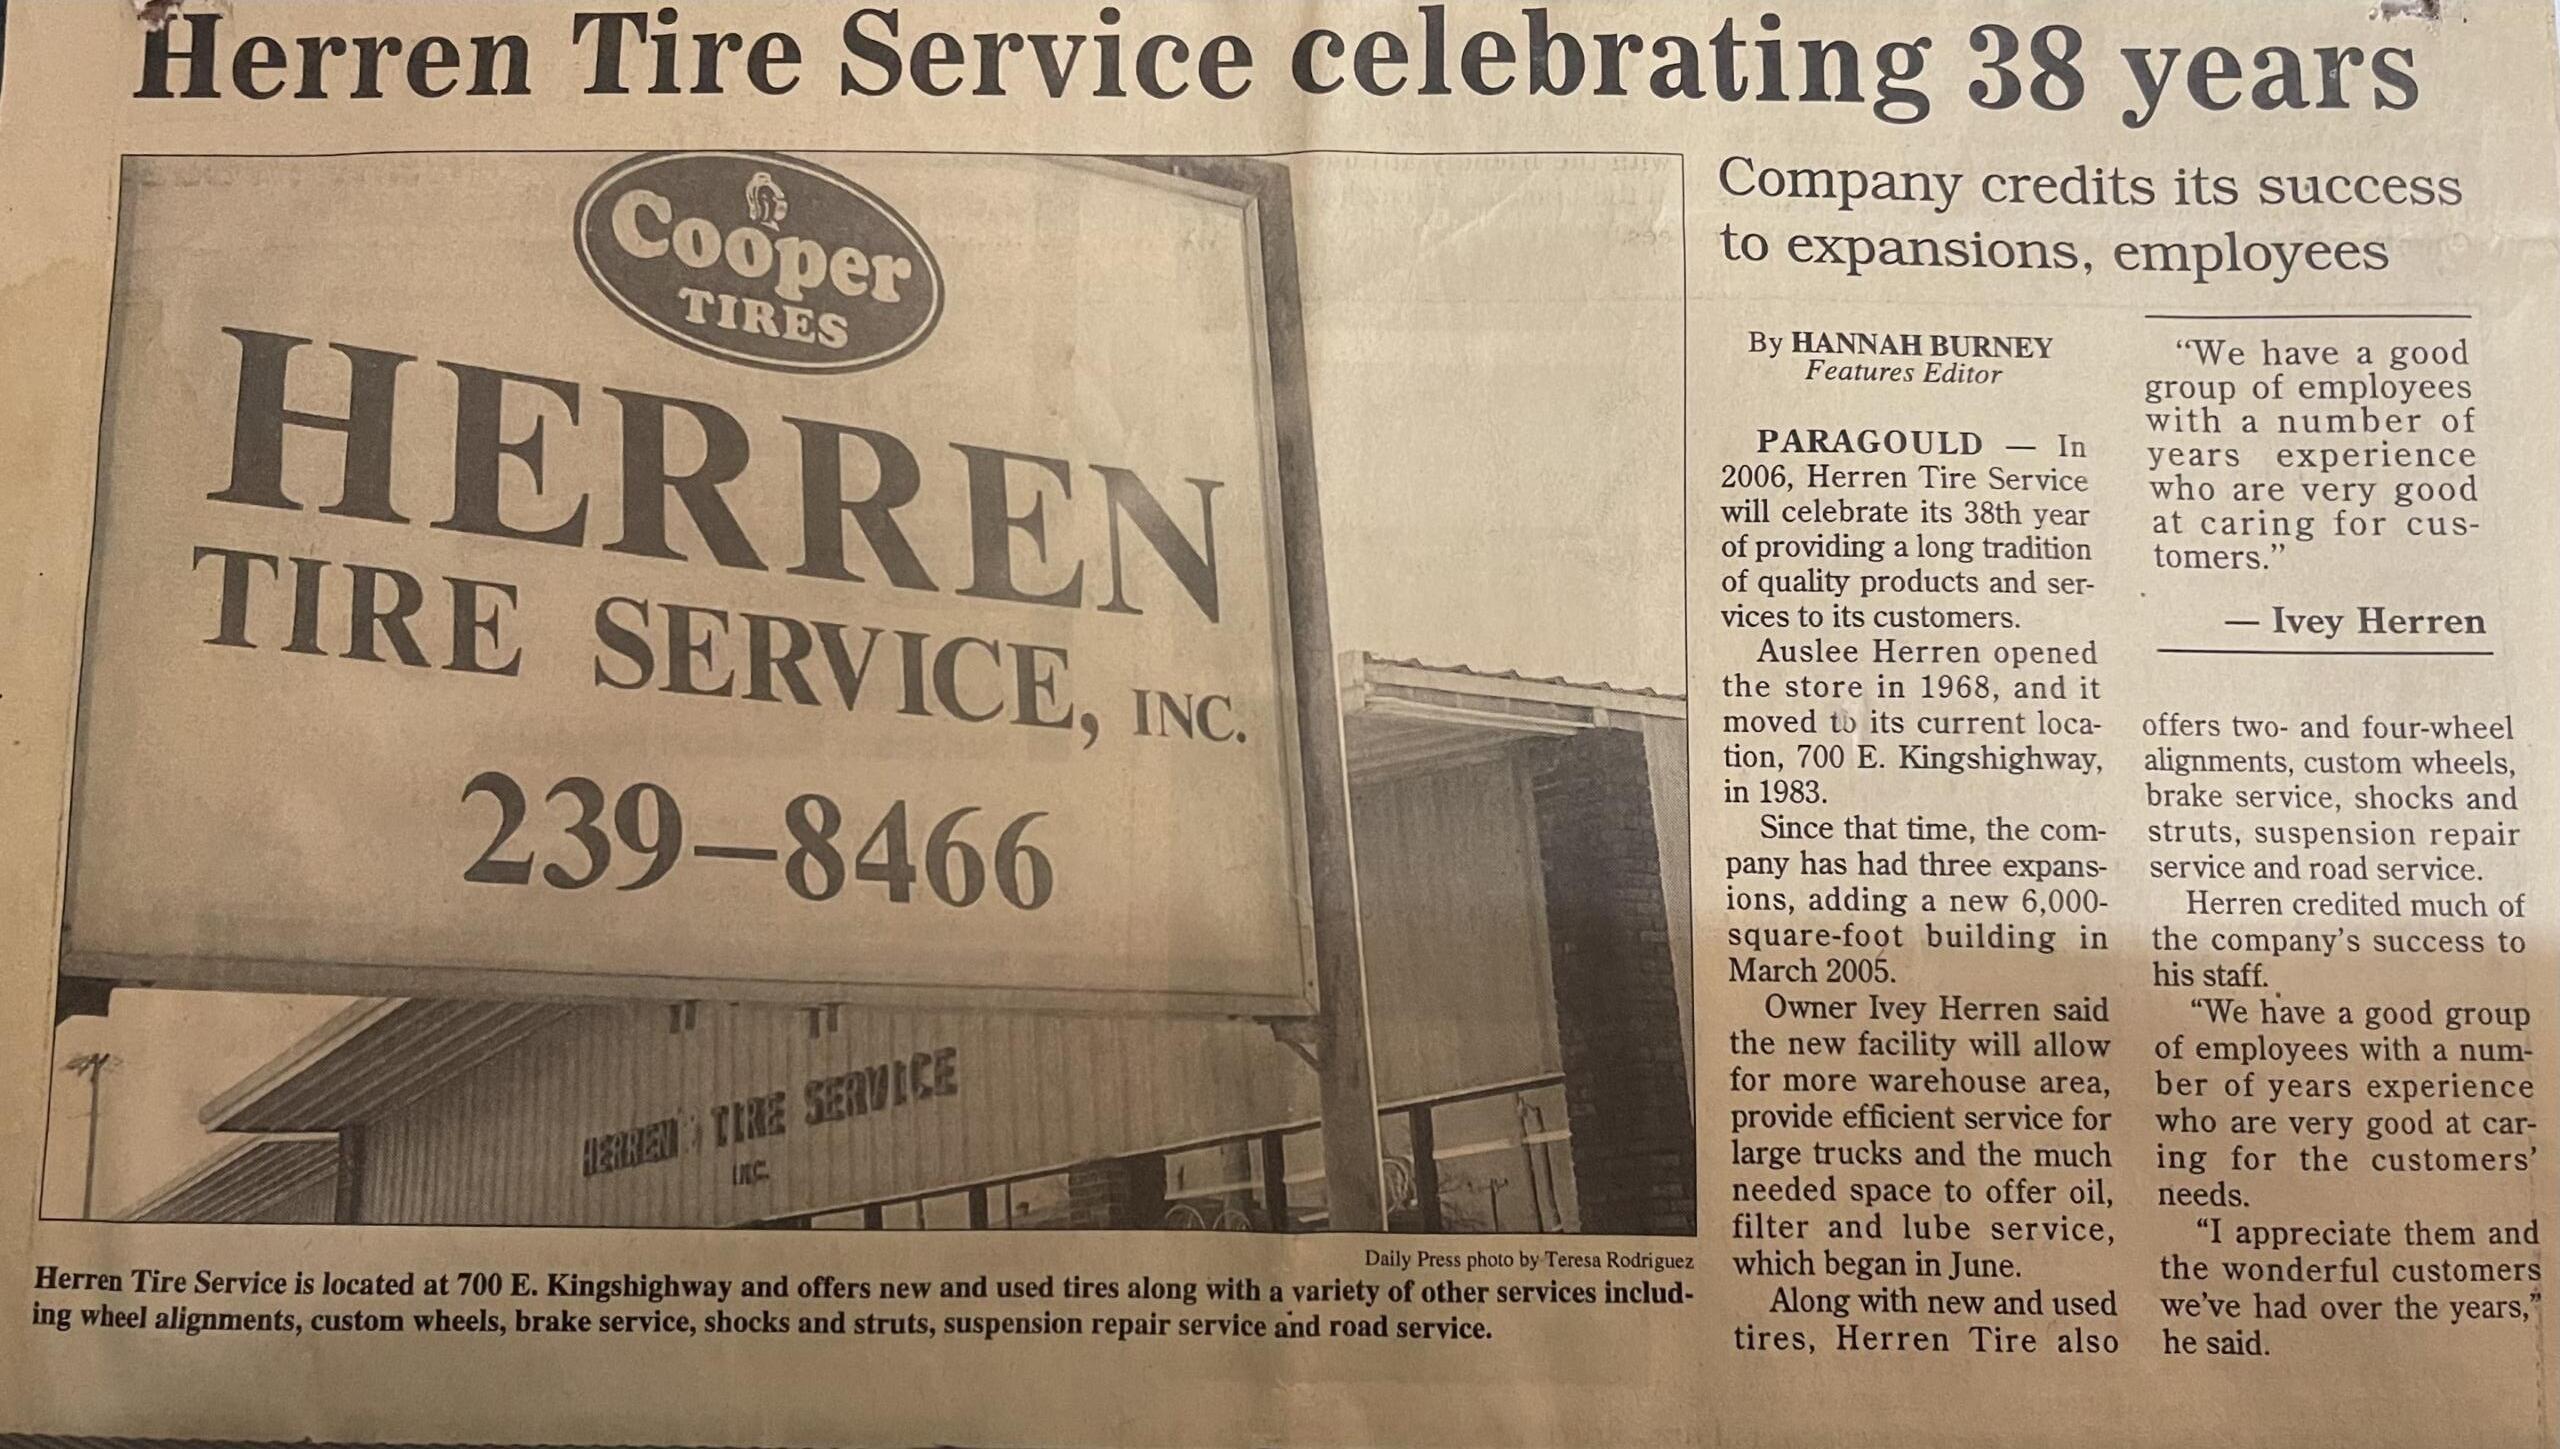 Herren Tire Service celebrating 38 years
Cooper
TIRES
HERREN
TIRE SERVICE, INC.
239–8466
HERREN'S TIRE SERVICE
INC.
Daily Press photo by Teresa Rodriguez
Herren Tire Service is located at 700 E. Kingshighway and offers new and used tires along with a variety of other services includ-
ing wheel alignments, custom wheels, brake service, shocks and struts, suspension repair service and road service.
Company credits its success
to expansions, employees
By HANNAH BURNEY
Features Editor
PARAGOULD — In
2006, Herren Tire Service
will celebrate its 38th year
of providing a long tradition
of quality products and ser-
vices to its customers.
Auslee Herren opened
the store in 1968, and it
moved to its current loca-
tion, 700 E. Kingshighway,
in 1983.
Since that time, the com-
pany has had three expans-
ions, adding a new 6,000-
square-foot building in
March 2005.
Owner Ivey Herren said
the new facility will allow
for more warehouse area,
provide efficient service for
large trucks and the much
needed space to offer oil,
filter and lube service,
which began in June.
Along with new and used
tires, Herren Tire also
“We have a good
group of employees
with a number of
years experience
who are very good
at caring for cus-
tomers.”
— Ivey Herren
offers two- and four-wheel
alignments, custom wheels,
brake service, shocks and
struts, suspension repair
service and road service.
Herren credited much of
the company’s success to
his staff.
“We have a good group
of employees with a num-
ber of years experience
who are very good at car-
ing for the customers’
needs.
“I appreciate them and
the wonderful customers
we’ve had over the years,”
he said.